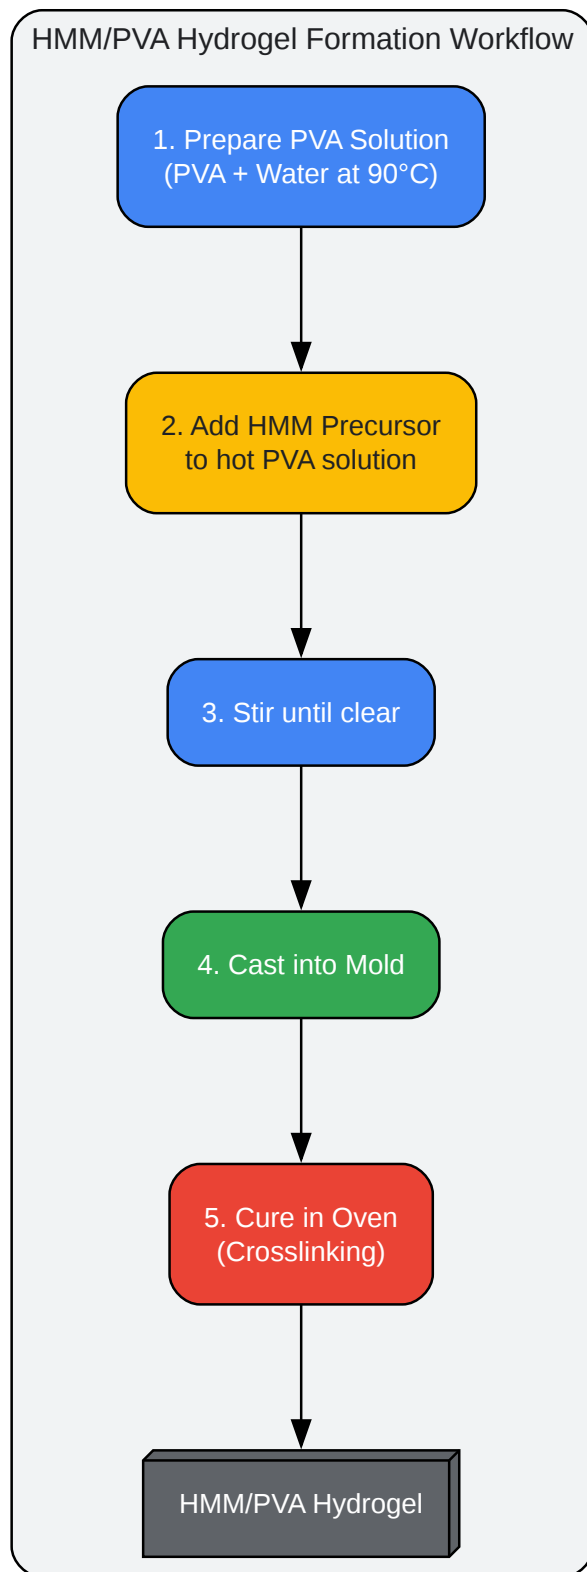 HMM/PVA Hydrogel Formation Workflow
1. Prepare PVA Solution
(PVA + Water at 90°C)
2. Add HMM Precursor
to hot PVA solution
3. Stir until clear
4. Cast into Mold
5. Cure in Oven
(Crosslinking)
HMM/PVA Hydrogel